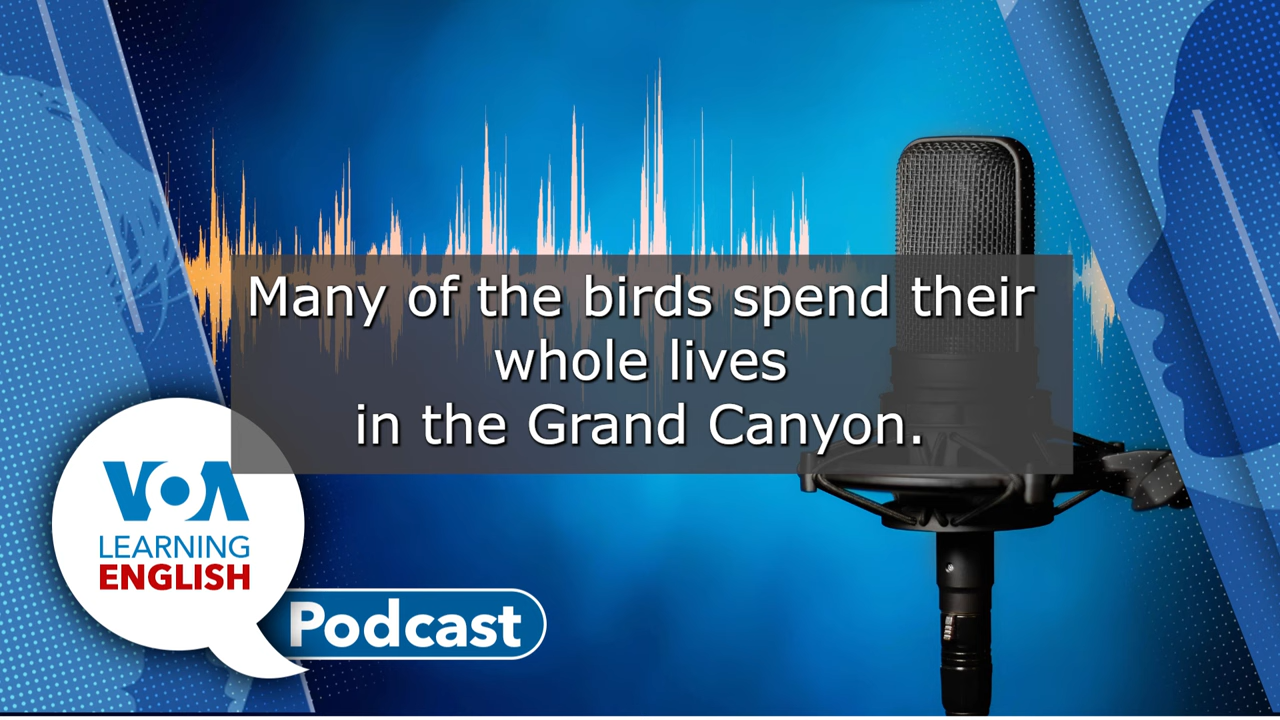 Many of the birds spend their
whole lives
in the Grand Canyon.
VOA
LEARNING
ENGLISH
Podcast